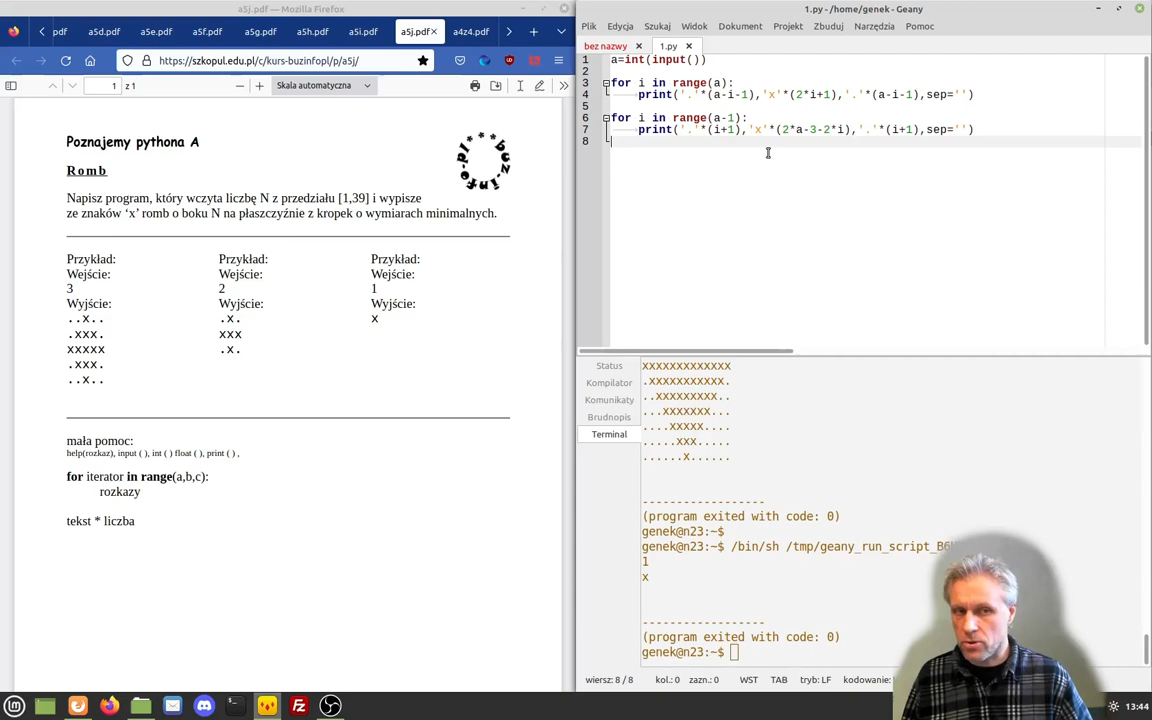 a5j.pdf — Mozilla Firefox
pdf a5d.pdf a5e.pdf a5f.pdf a5g.pdf a5h.pdf a5i.pdf a5j.pdf a4z4.pdf
https://szkopul.edu.pl/c/kurs-buzinfopl/p/a5j/
1 z 1 Skala automatyczna
Poznajemy pythona A
**buz.info-pl
Romb
Napisz program, który wczyta liczbę N z przedziału [1,39] i wypisze
ze znaków ‘x’ romb o boku N na płaszczyźnie z kropek o wymiarach minimalnych.
Przykład: Przykład: Przykład:
Wejście: Wejście: Wejście:
3 2 1
Wyjście: Wyjście: Wyjście:
..x.. .x. x
.xxx. xxx
xxxxx .x.
.xxx.
..x..
mała pomoc:
help(rozkaz), input ( ), int ( ) float ( ), print ( ) ,
for iterator in range(a,b,c):
rozkazy
tekst * liczba
1.py - /home/genek - Geany
Plik Edycja Szukaj Widok Dokument Projekt Zbuduj Narzędzia Pomoc
bez nazwy 1.py
1 a=int(input())
2
3 for i in range(a):
4 print('.'*(a-i-1),'x'*(2*i+1),'.'*(a-i-1),sep='')
5
6 for i in range(a-1):
7 print('.'*(i+1),'x'*(2*a-3-2*i),'.'*(i+1),sep='')
8
Status
Kompilator
Komunikaty
Brudnopis
Terminal
xxxxxxxxxxxxx
.xxxxxxxxxxx.
..xxxxxxxxx..
...xxxxxxx...
....xxxxx....
.....xxx.....
......x......
------------------
(program exited with code: 0)
genek@n23:~$
genek@n23:~$ /bin/sh /tmp/geany_run_script_B6
1
x
------------------
(program exited with code: 0)
genek@n23:~$
wiersz: 8 / 8 kol.: 0 zazn.: 0 WST TAB tryb: LF kodowanie:
13:44